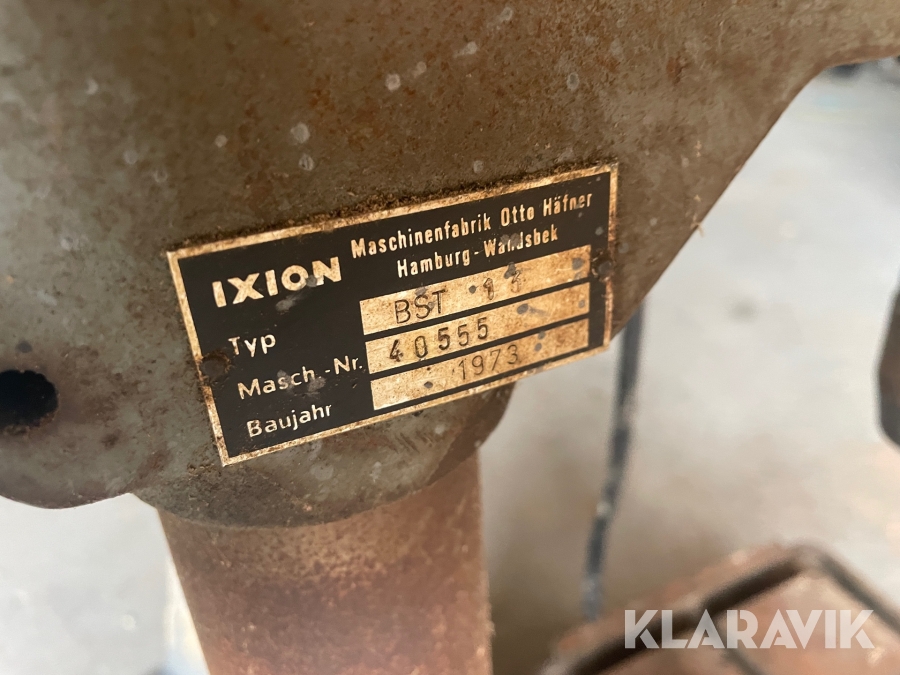 IXION
Maschinenfabrik Otto Häfner
Hamburg-Wandsbek
Typ BST
Masch.-Nr. 40555
Baujahr 1973
KLARAVIK